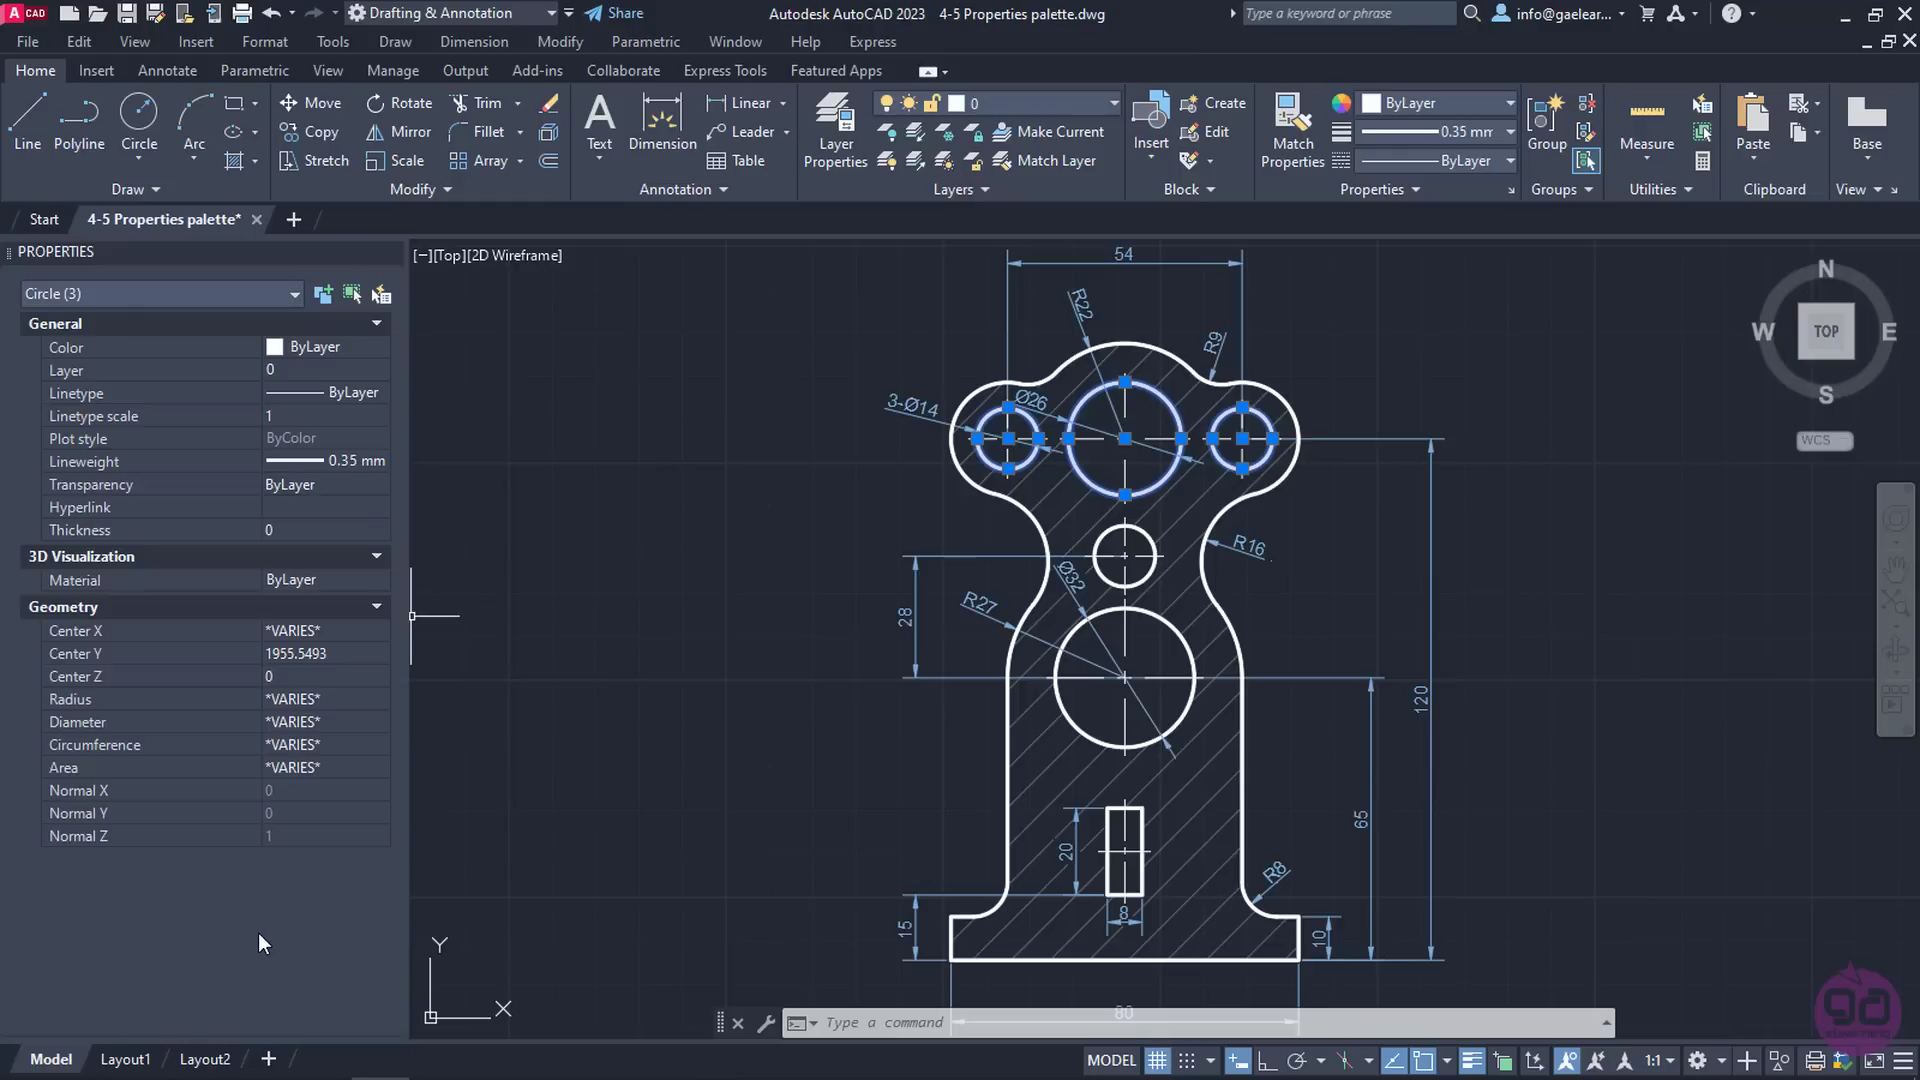 CAD
Drafting & Annotation
Share
Autodesk AutoCAD 2023 4-5 Properties palette.dwg
Type a keyword or phrase
info@gaelear...
File Edit View Insert Format Tools Draw Dimension Modify Parametric Window Help Express
Home Insert Annotate Parametric View Manage Output Add-ins Collaborate Express Tools Featured Apps
Line Polyline Circle Arc
Move Rotate Trim
Copy Mirror Fillet
Stretch Scale Array
Text Dimension
Linear
Leader
Table
Layer Properties
0
Make Current
Match Layer
Insert
Create
Edit
Match Properties
ByLayer
0.35 mm
ByLayer
Group
Measure
Paste
Base
Draw Modify Annotation Layers Block Properties Groups Utilities Clipboard View
Start 4-5 Properties palette*
PROPERTIES
Circle (3)
General
Color ByLayer
Layer 0
Linetype ByLayer
Linetype scale 1
Plot style ByColor
Lineweight 0.35 mm
Transparency ByLayer
Hyperlink
Thickness 0
3D Visualization
Material ByLayer
Geometry
Center X *VARIES*
Center Y 1955.5493
Center Z 0
Radius *VARIES*
Diameter *VARIES*
Circumference *VARIES*
Area *VARIES*
Normal X 0
Normal Y 0
Normal Z 1
[−][Top][2D Wireframe]
54
R22
R9
3-Ø14
Ø26
R16
Ø32
R27
28
120
65
20
R8
8
15
10
80
N
W TOP E
S
WCS
Y
X
Type a command
ga
Model Layout1 Layout2
MODEL
1:1